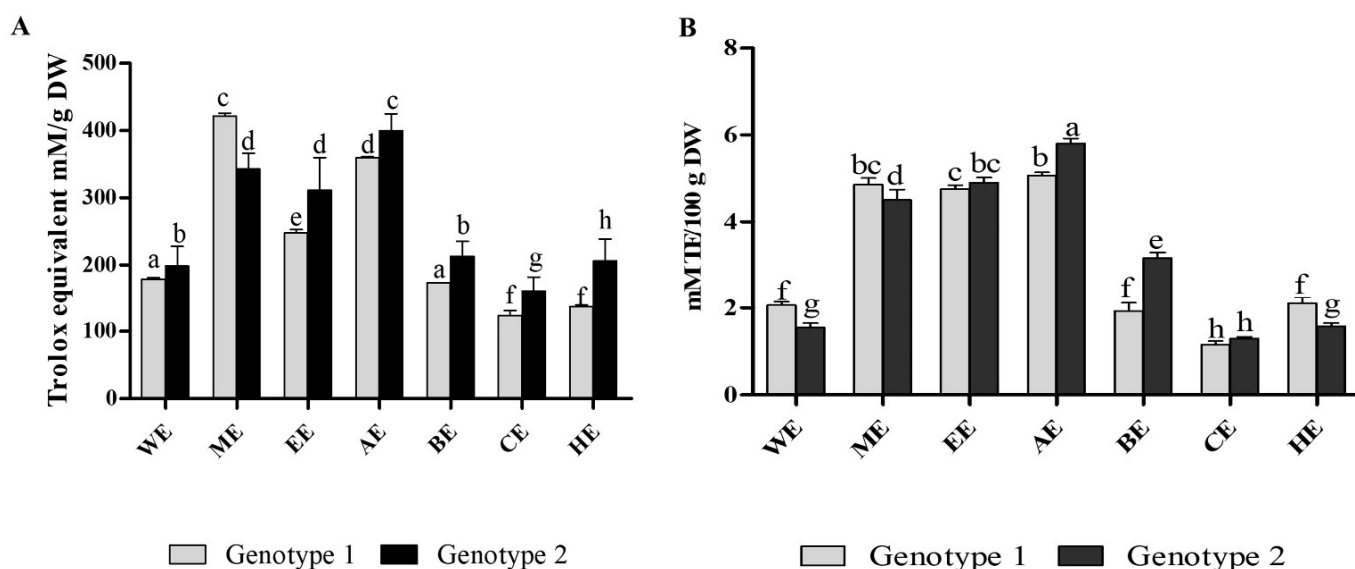 A
Trolox equivalent mM/g DW
500
400
300
200
100
0
a b c d e d d c a b f g f h
WE ME EE AE BE CE HE
Genotype 1 Genotype 2
B
mM TE/100 g DW
8
6
4
2
0
f g bc d c bc b a f e h h f g
WE ME EE AE BE CE HE
Genotype 1 Genotype 2